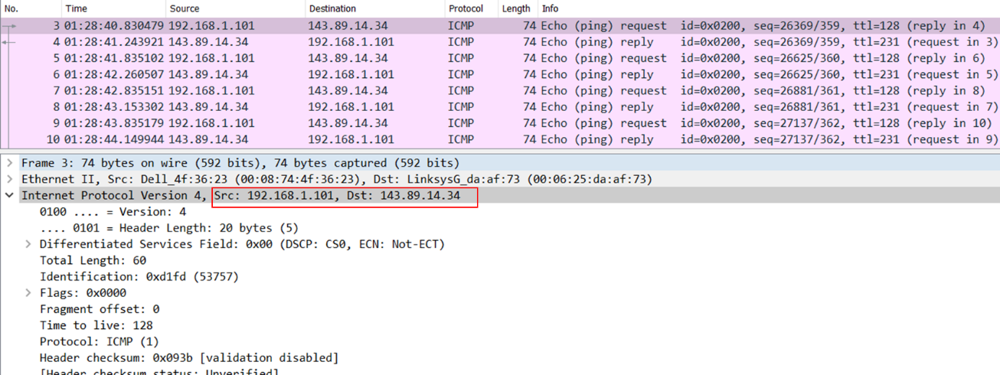 No. Time Source Destination Protocol Length Info
3 01:28:40.830479 192.168.1.101 143.89.14.34 ICMP 74 Echo (ping) request id=0x0200, seq=26369/359, ttl=128 (reply in 4)
4 01:28:41.243921 143.89.14.34 192.168.1.101 ICMP 74 Echo (ping) reply id=0x0200, seq=26369/359, ttl=231 (request in 3)
5 01:28:41.835102 192.168.1.101 143.89.14.34 ICMP 74 Echo (ping) request id=0x0200, seq=26625/360, ttl=128 (reply in 6)
6 01:28:42.260507 143.89.14.34 192.168.1.101 ICMP 74 Echo (ping) reply id=0x0200, seq=26625/360, ttl=231 (request in 5)
7 01:28:42.835151 192.168.1.101 143.89.14.34 ICMP 74 Echo (ping) request id=0x0200, seq=26881/361, ttl=128 (reply in 8)
8 01:28:43.153302 143.89.14.34 192.168.1.101 ICMP 74 Echo (ping) reply id=0x0200, seq=26881/361, ttl=231 (request in 7)
9 01:28:43.835179 192.168.1.101 143.89.14.34 ICMP 74 Echo (ping) request id=0x0200, seq=27137/362, ttl=128 (reply in 10)
10 01:28:44.149944 143.89.14.34 192.168.1.101 ICMP 74 Echo (ping) reply id=0x0200, seq=27137/362, ttl=231 (request in 9)
Frame 3: 74 bytes on wire (592 bits), 74 bytes captured (592 bits)
Ethernet II, Src: Dell_4f:36:23 (00:08:74:4f:36:23), Dst: LinksysG_da:af:73 (00:06:25:da:af:73)
Internet Protocol Version 4, Src: 192.168.1.101, Dst: 143.89.14.34
0100 .... = Version: 4
.... 0101 = Header Length: 20 bytes (5)
Differentiated Services Field: 0x00 (DSCP: CS0, ECN: Not-ECT)
Total Length: 60
Identification: 0xd1fd (53757)
Flags: 0x0000
Fragment offset: 0
Time to live: 128
Protocol: ICMP (1)
Header checksum: 0x093b [validation disabled]
[Header checksum status: Unverified]